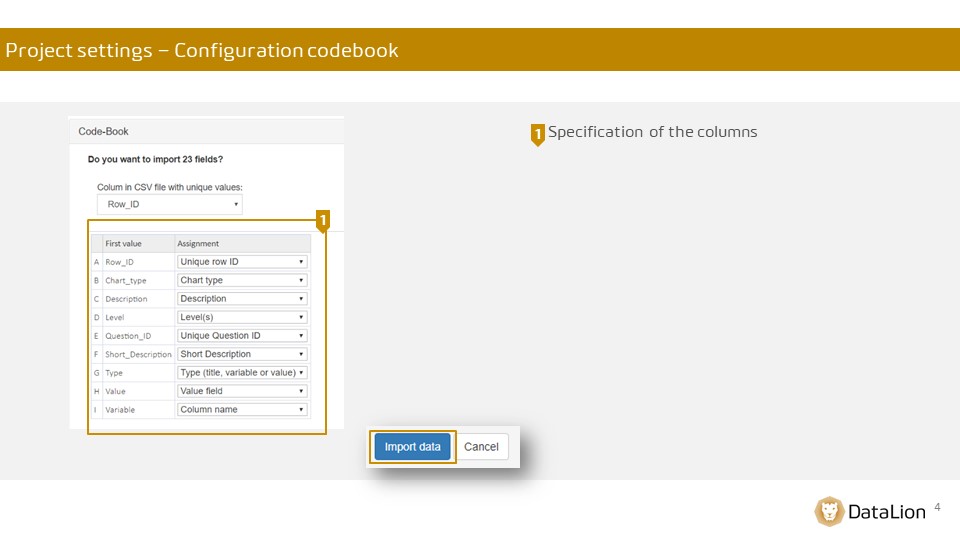 Project settings – Configuration codebook
Code-Book
1 Specification of the columns
Do you want to import 23 fields?
Colum in CSV file with unique values:
Row_ID
1
First value Assignment
A Row_ID Unique row ID
B Chart_type Chart type
C Description Description
D Level Level(s)
E Question_ID Unique Question ID
F Short_Description Short Description
G Type Type (title, variable or value)
H Value Value field
I Variable Column name
Import data Cancel
DataLion 4